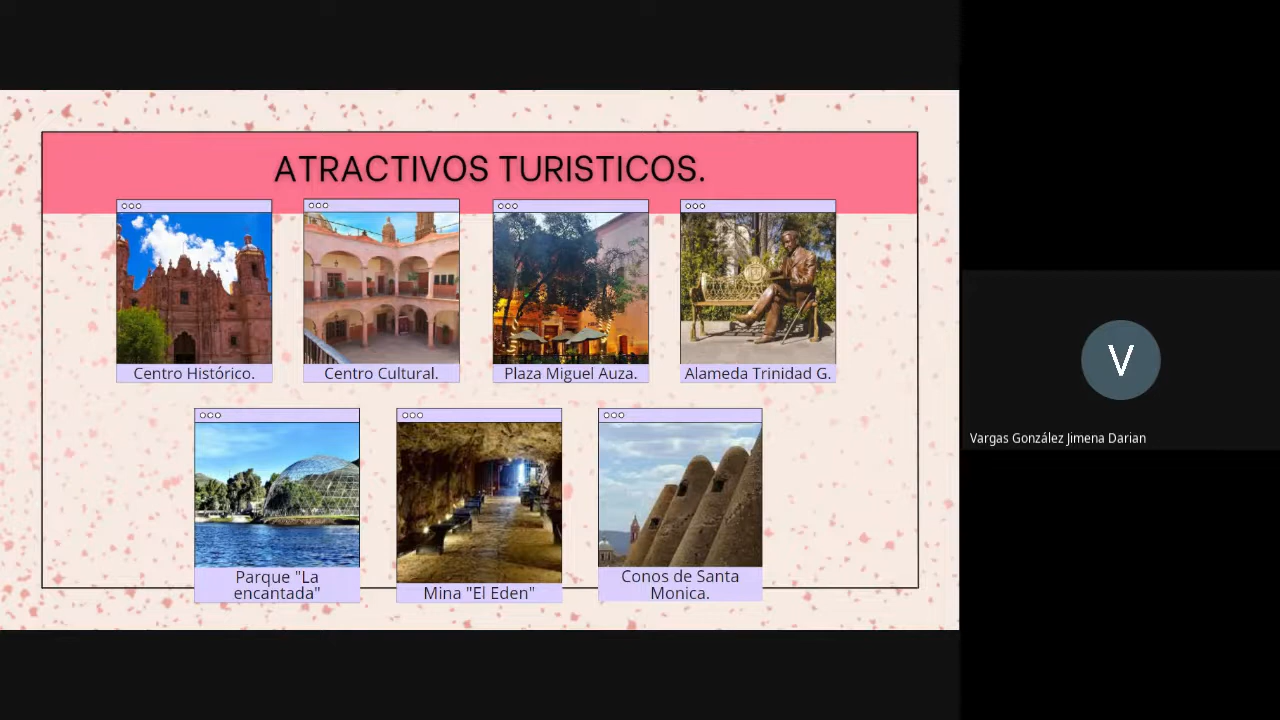 ATRACTIVOS TURISTICOS.
Centro Histórico.
Centro Cultural.
Plaza Miguel Auza.
Alameda Trinidad G.
Parque "La
encantada"
Mina "El Eden"
Conos de Santa
Monica.
V
Vargas González Jimena Darian